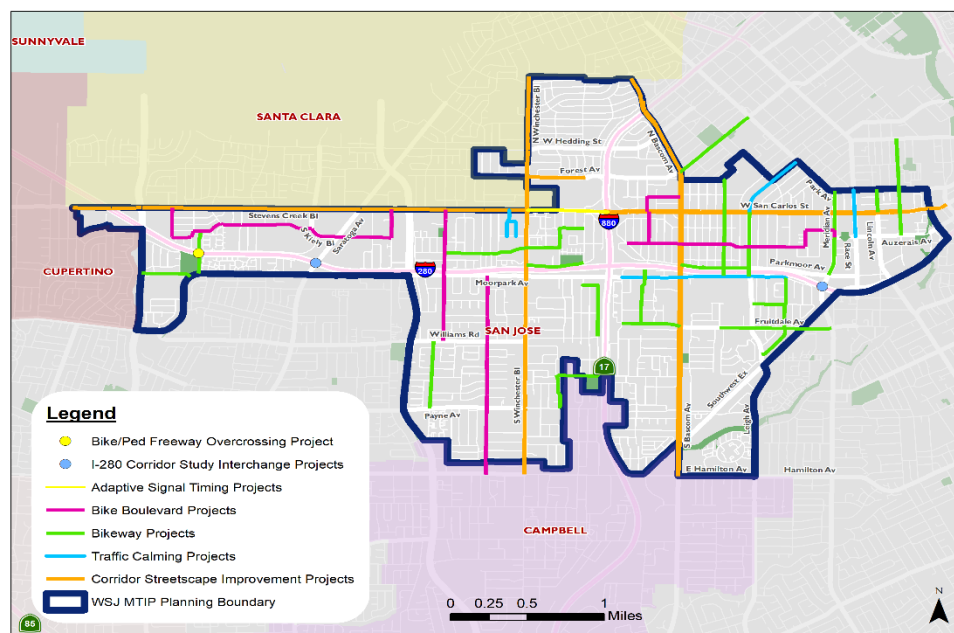 SUNNYVALE
SANTA CLARA
N Winchester Bl
W Hedding St
N Bascom Av
Forest Av
Park Av
W San Carlos St
Stevens Creek Bl
880
S Kiely Bl
Saratoga Av
Meridian Av
Race St
Lincoln Av
Auzerais Av
CUPERTINO
280
Parkmoor Av
Moorpark Av
Fruitdale Av
Williams Rd
SAN JOSE
17
S Winchester Bl
Southwest Ex
Payne Av
S Bascom Av
Leigh Av
E Hamilton Av
Hamilton Av
CAMPBELL
Legend
Bike/Ped Freeway Overcrossing Project
I-280 Corridor Study Interchange Projects
Adaptive Signal Timing Projects
Bike Boulevard Projects
Bikeway Projects
Traffic Calming Projects
Corridor Streetscape Improvement Projects
WSJ MTIP Planning Boundary
0 0.25 0.5 1
Miles
N
85